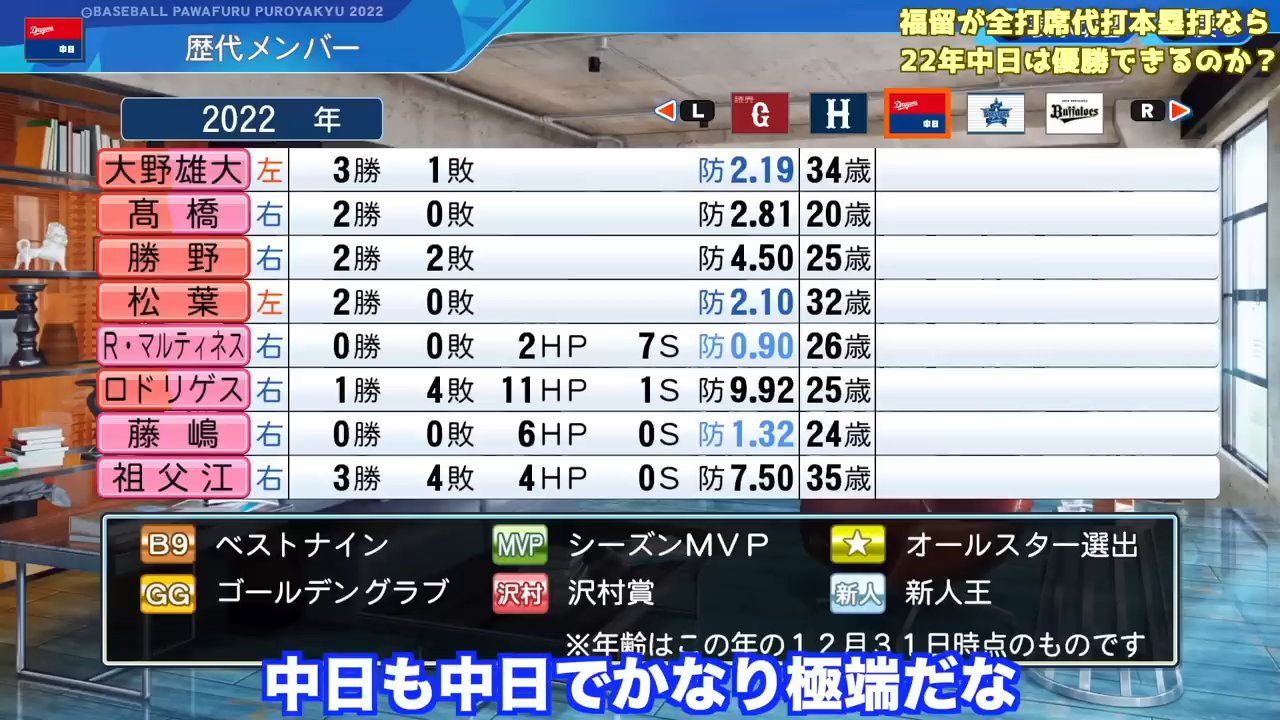 ©BASEBALL PAWAFURU PUROYAKYU 2022
Dragons
中日
歴代メンバー
福留が全打席代打本塁打なら
22年中日は優勝できるのか？
2022 年
L G H Dragons 中日 Buffaloes R
大野雄大 左 3勝 1敗 防2.19 34歳
髙橋 右 2勝 0敗 防2.81 20歳
勝野 右 2勝 2敗 防4.50 25歳
松葉 左 2勝 0敗 防2.10 32歳
R・マルティネス 右 0勝 0敗 2HP 7S 防0.90 26歳
ロドリゲス 右 1勝 4敗 11HP 1S 防9.92 25歳
藤嶋 右 0勝 0敗 6HP 0S 防1.32 24歳
祖父江 右 3勝 4敗 4HP 0S 防7.50 35歳
B9 ベストナイン MVP シーズンMVP ★ オールスター選出
GG ゴールデングラブ 沢村 沢村賞 新人 新人王
※年齢はこの年の１２月３１日時点のものです
中日も中日でかなり極端だな